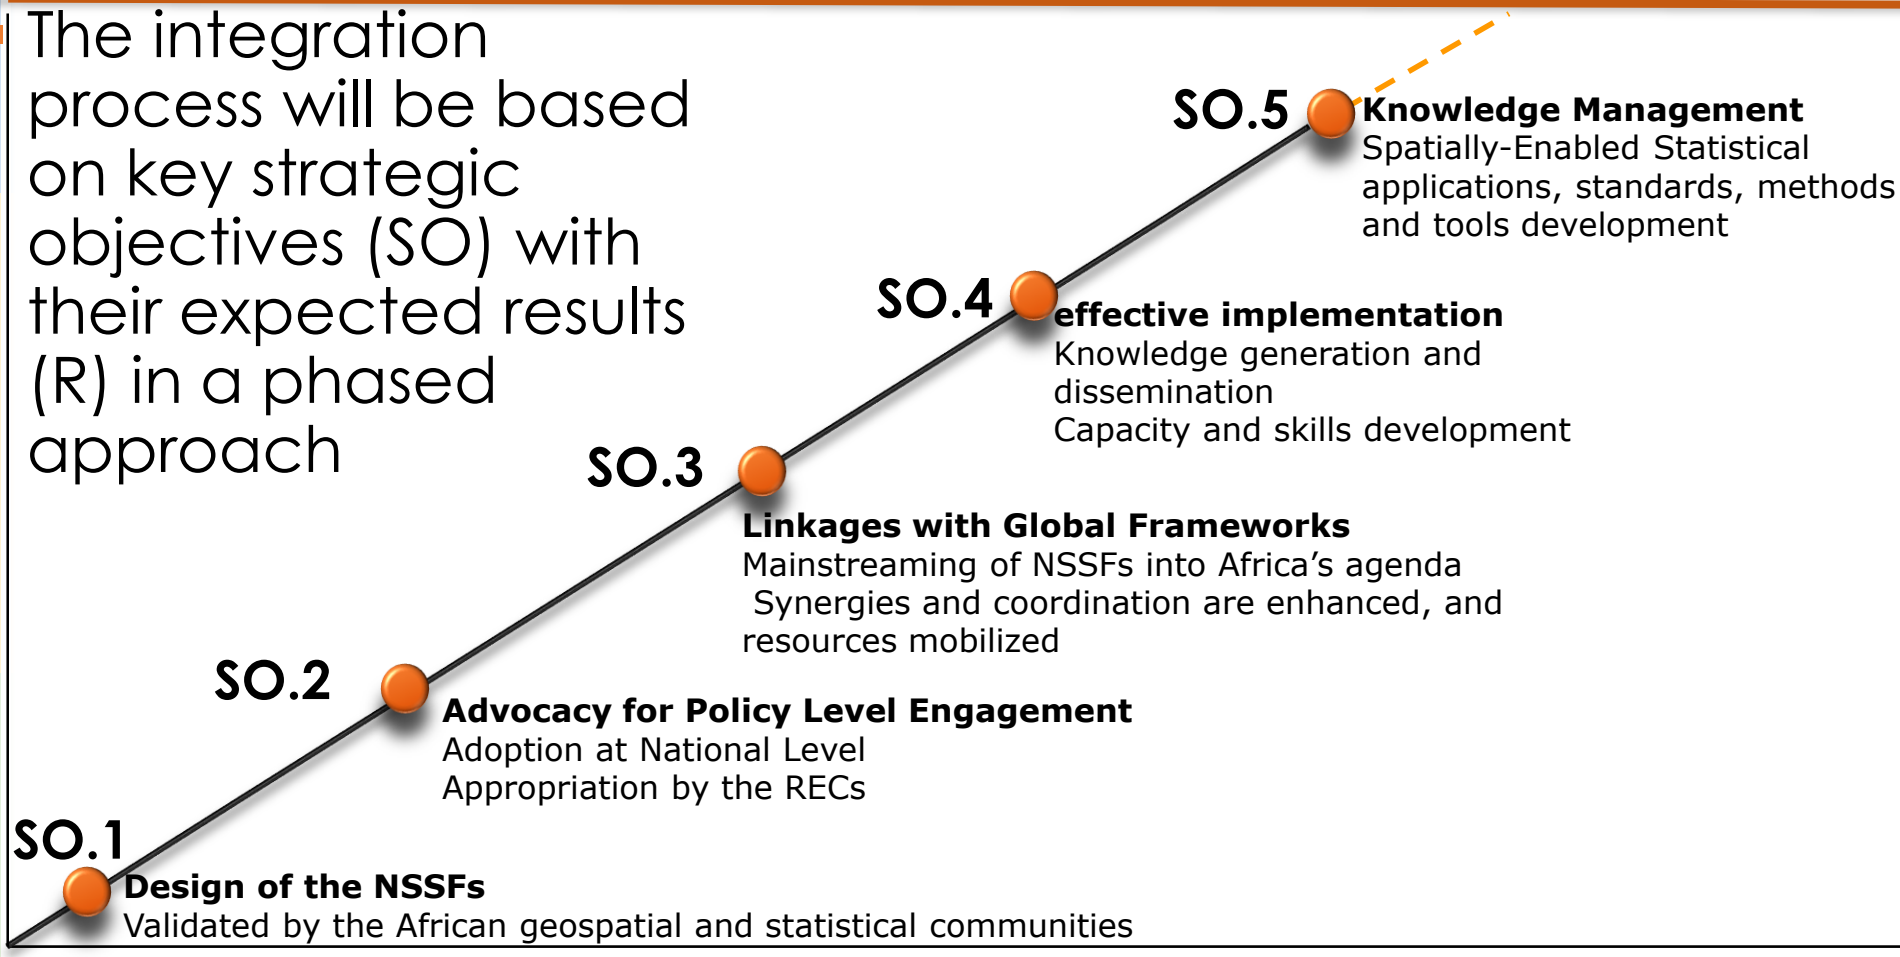 The integration
process will be based
on key strategic
objectives (SO) with
their expected results
(R) in a phased
approach
SO.5
Knowledge Management
Spatially-Enabled Statistical
applications, standards, methods
and tools development
SO.4
effective implementation
Knowledge generation and
dissemination
Capacity and skills development
SO.3
Linkages with Global Frameworks
Mainstreaming of NSSFs into Africa’s agenda
Synergies and coordination are enhanced, and
resources mobilized
SO.2
Advocacy for Policy Level Engagement
Adoption at National Level
Appropriation by the RECs
SO.1
Design of the NSSFs
Validated by the African geospatial and statistical communities